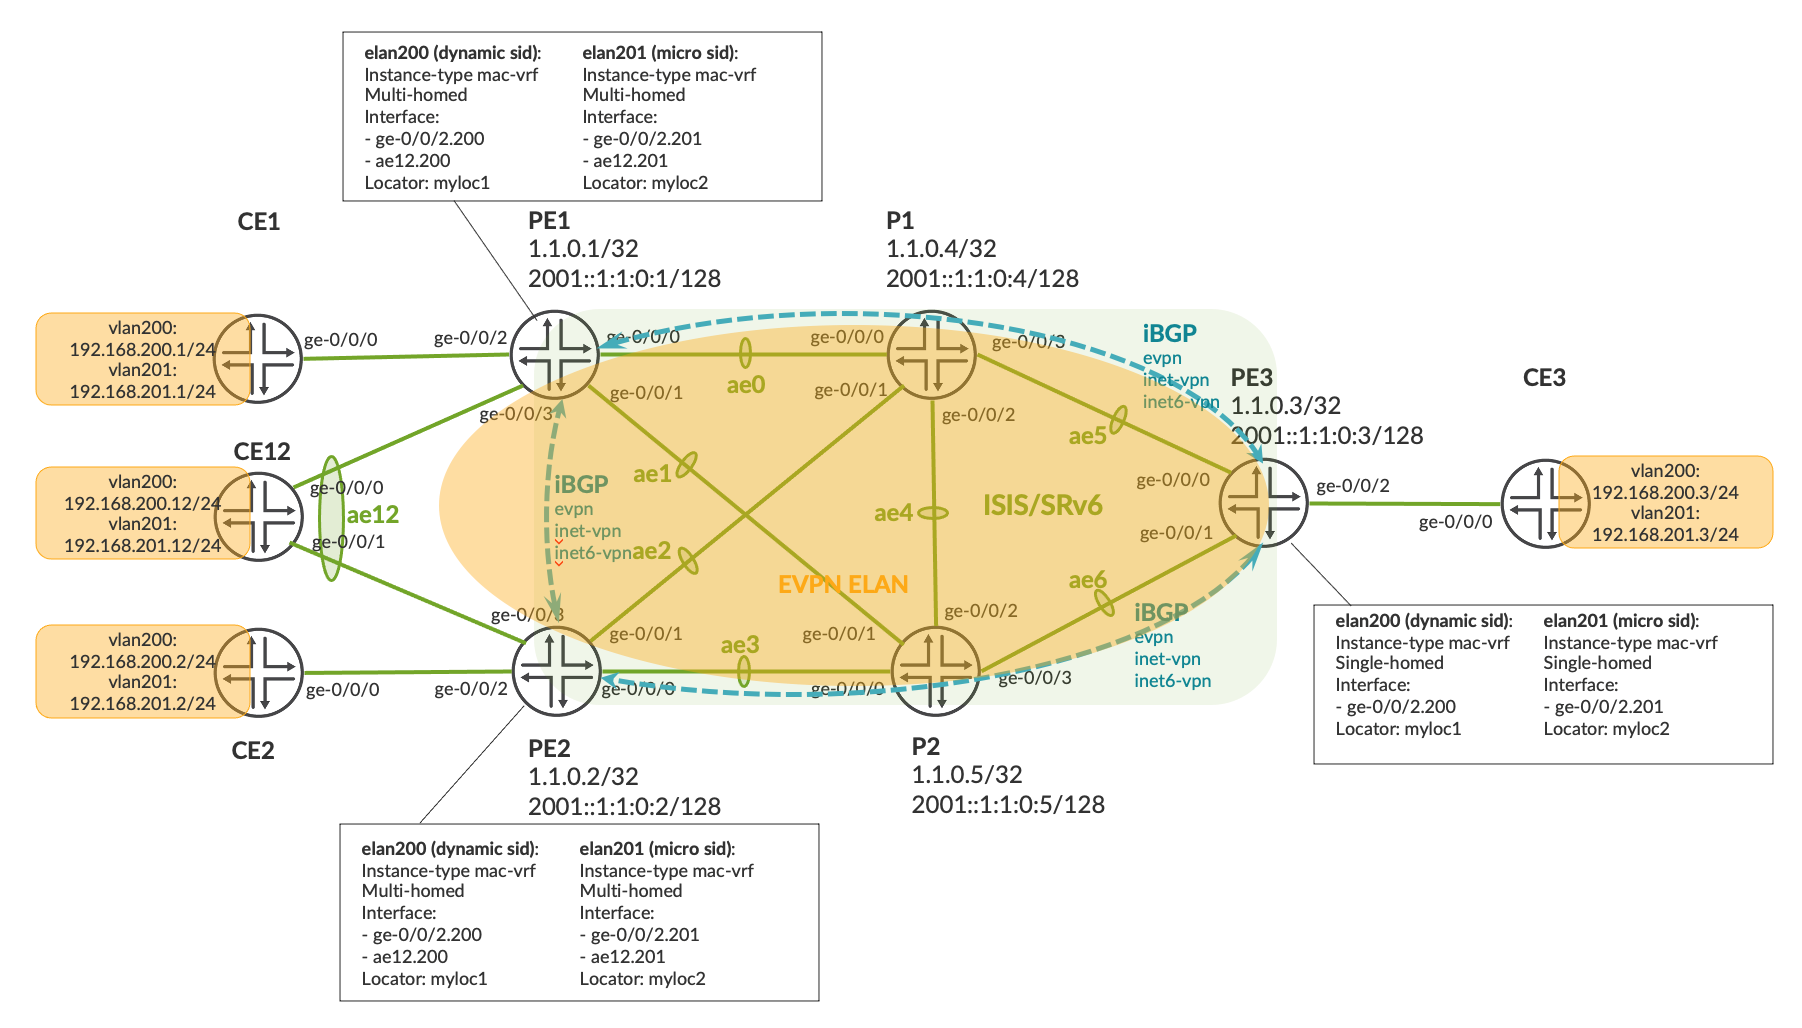 elan200 (dynamic sid):
Instance-type mac-vrf
Multi-homed
Interface:
- ge-0/0/2.200
- ae12.200
Locator: myloc1
elan201 (micro sid):
Instance-type mac-vrf
Multi-homed
Interface:
- ge-0/0/2.201
- ae12.201
Locator: myloc2
CE1
PE1
1.1.0.1/32
2001::1:1:0:1/128
P1
1.1.0.4/32
2001::1:1:0:4/128
vlan200:
192.168.200.1/24
vlan201:
192.168.201.1/24
ge-0/0/0
ge-0/0/2
ge-0/0/0
ge-0/0/0
ge-0/0/3
iBGP
evpn
inet-vpn
inet6-vpn
PE3
1.1.0.3/32
2001::1:1:0:3/128
CE3
ae0
ge-0/0/1
ge-0/0/1
ge-0/0/3
ge-0/0/2
ae5
CE12
vlan200:
192.168.200.12/24
vlan201:
192.168.201.12/24
ge-0/0/0
ae12
ge-0/0/1
iBGP
evpn
inet-vpn
inet6-vpn
ae1
ae2
ae4
ISIS/SRv6
ge-0/0/0
ge-0/0/1
ge-0/0/2
ge-0/0/0
vlan200:
192.168.200.3/24
vlan201:
192.168.201.3/24
EVPN ELAN
ae6
ge-0/0/3
ge-0/0/1
ae3
ge-0/0/1
ge-0/0/2
iBGP
evpn
inet-vpn
inet6-vpn
vlan200:
192.168.200.2/24
vlan201:
192.168.201.2/24
ge-0/0/0
ge-0/0/2
ge-0/0/0
ge-0/0/0
ge-0/0/3
elan200 (dynamic sid):
Instance-type mac-vrf
Single-homed
Interface:
- ge-0/0/2.200
Locator: myloc1
elan201 (micro sid):
Instance-type mac-vrf
Single-homed
Interface:
- ge-0/0/2.201
Locator: myloc2
CE2
PE2
1.1.0.2/32
2001::1:1:0:2/128
P2
1.1.0.5/32
2001::1:1:0:5/128
elan200 (dynamic sid):
Instance-type mac-vrf
Multi-homed
Interface:
- ge-0/0/2.200
- ae12.200
Locator: myloc1
elan201 (micro sid):
Instance-type mac-vrf
Multi-homed
Interface:
- ge-0/0/2.201
- ae12.201
Locator: myloc2